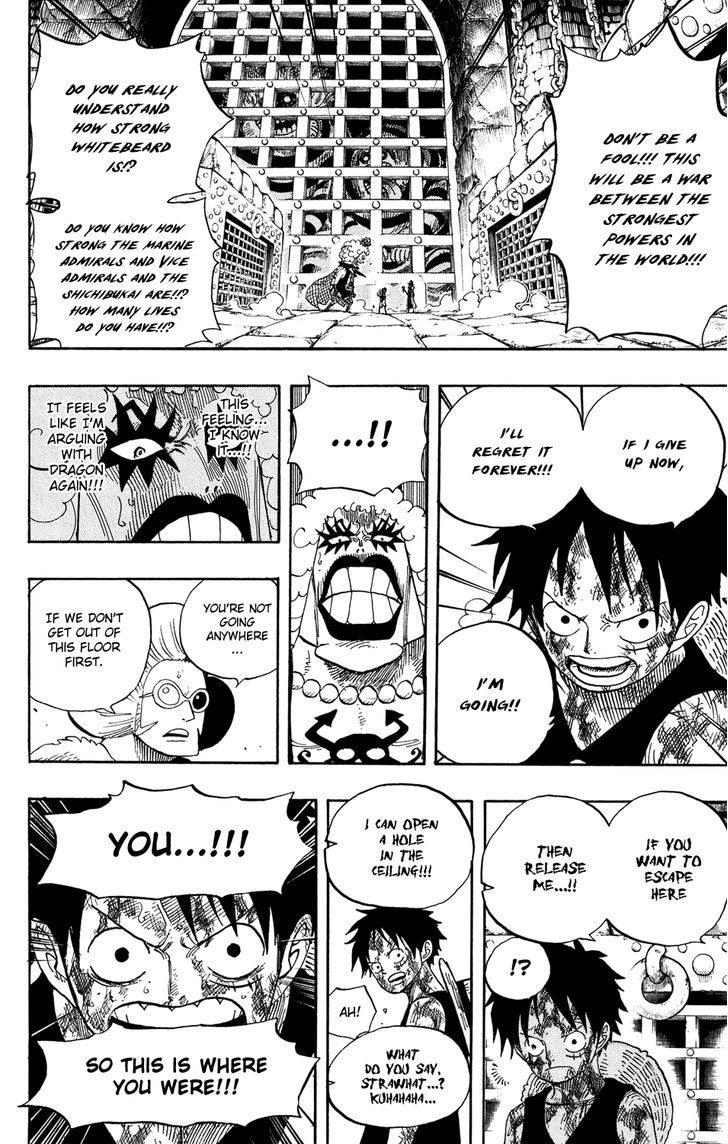 DON'T BE A
FOOL!!! THIS
WILL BE A WAR
BETWEEN THE
STRONGEST
POWERS IN
THE WORLD!!!
DO YOU REALLY
UNDERSTAND
HOW STRONG
WHITEBEARD
IS!?
DO YOU KNOW HOW
STRONG THE MARINE
ADMIRALS AND VICE
ADMIRALS AND THE
SHICHIBUKAI ARE!!?
HOW MANY LIVES
DO YOU HAVE!!?
IF I GIVE
UP NOW,
I'LL
REGRET IT
FOREVER!!!
I'M
GOING!!
...!!
THIS
FEELING...
I KNOW
IT...!!
IT FEELS
LIKE I'M
ARGUING
WITH
DRAGON
AGAIN!!!
YOU'RE NOT
GOING
ANYWHERE
...
IF WE DON'T
GET OUT OF
THIS FLOOR
FIRST.
IF YOU
WANT TO
ESCAPE
HERE
THEN
RELEASE
ME...!!
!?
I CAN OPEN
A HOLE
IN THE
CEILING!!!
AH!
WHAT
DO YOU SAY,
STRAWHAT...?
KUHAHAHA...
YOU...!!!
SO THIS IS WHERE
YOU WERE!!!